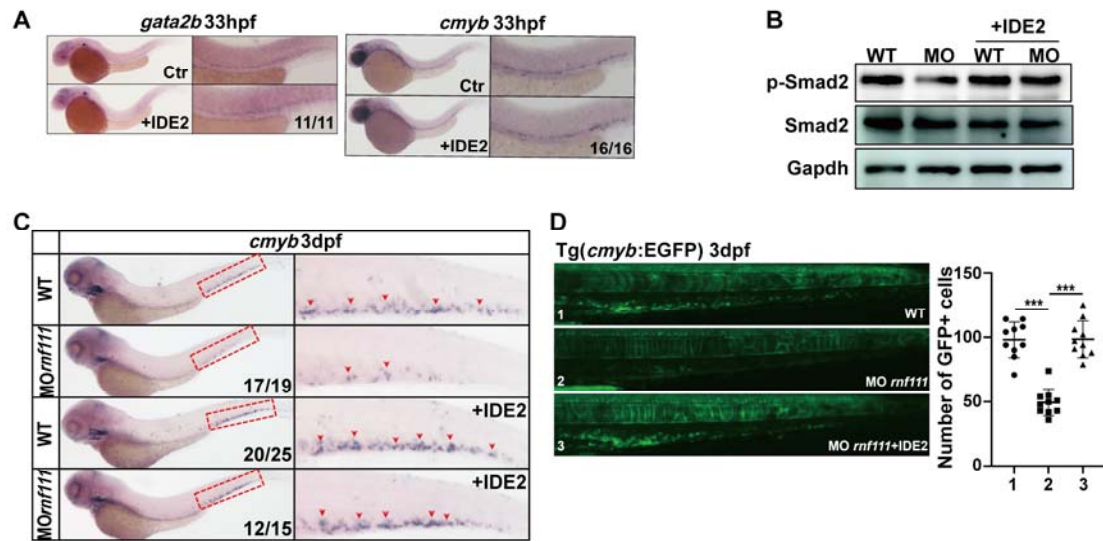 A
gata2b 33hpf
cmyb 33hpf
Ctr
+IDE2
11/11
Ctr
+IDE2
16/16
B
+IDE2
WT MO WT MO
p-Smad2
Smad2
Gapdh
C
cmyb 3dpf
WT
MOrnf111
17/19
WT
+IDE2
20/25
MOrnf111
+IDE2
12/15
D
Tg(cmyb:EGFP) 3dpf
1
WT
2
MO rnf111
3
MO rnf111+IDE2
Number of GFP+ cells
150
100
50
0
*** ***
1 2 3